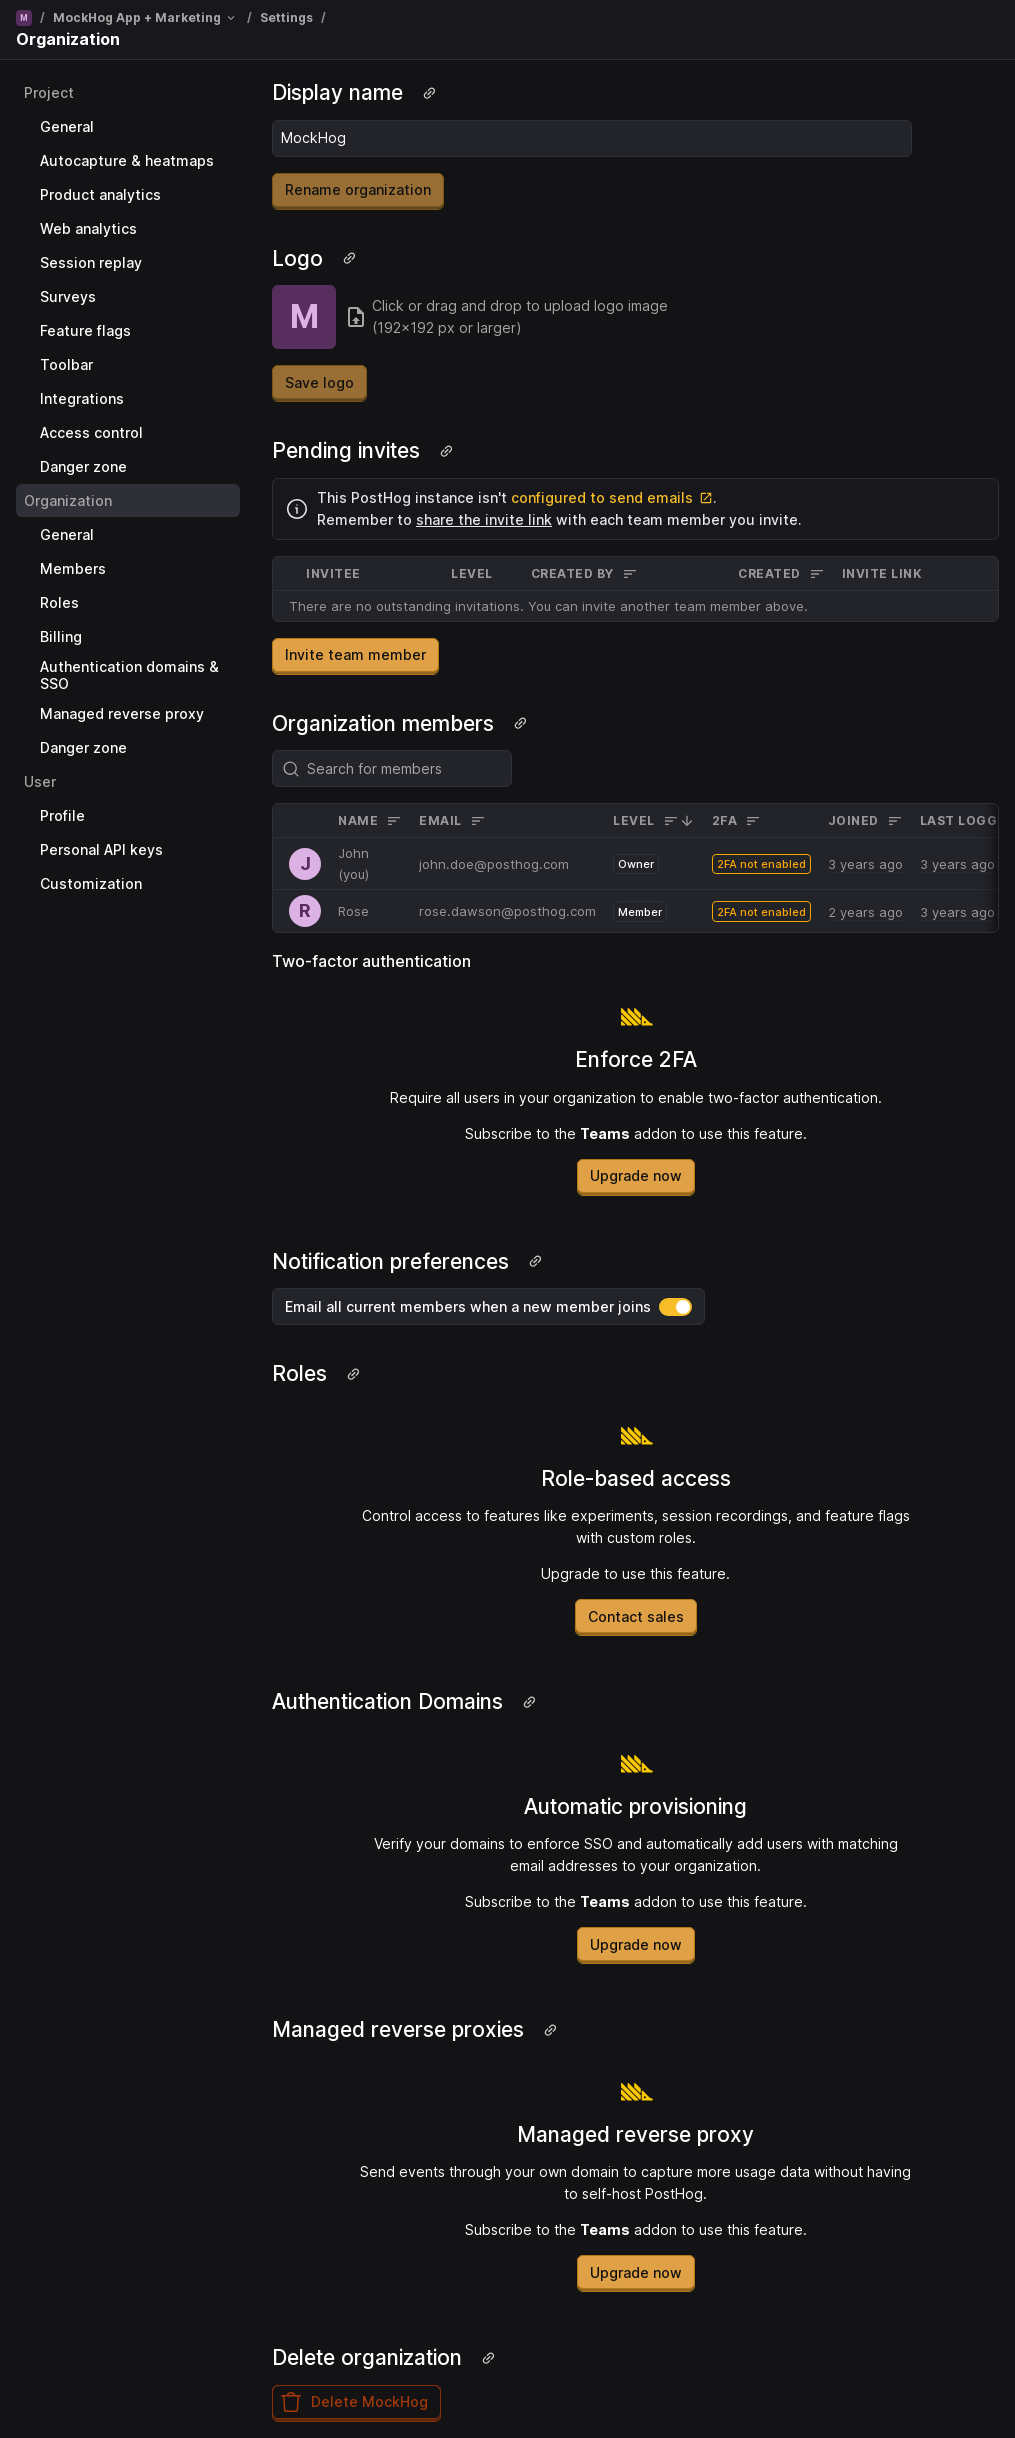 M / MockHog App + Marketing / Settings /
Organization
Project
General
Autocapture & heatmaps
Product analytics
Web analytics
Session replay
Surveys
Feature flags
Toolbar
Integrations
Access control
Danger zone
Organization
General
Members
Roles
Billing
Authentication domains &
SSO
Managed reverse proxy
Danger zone
User
Profile
Personal API keys
Customization
Display name
MockHog
Rename organization
Logo
M
Click or drag and drop to upload logo image
(192×192 px or larger)
Save logo
Pending invites
This PostHog instance isn't configured to send emails .
Remember to share the invite link with each team member you invite.
INVITEE LEVEL CREATED BY CREATED INVITE LINK
There are no outstanding invitations. You can invite another team member above.
Invite team member
Organization members
Search for members
NAME EMAIL LEVEL 2FA JOINED LAST LOGG
J John (you) john.doe@posthog.com Owner 2FA not enabled 3 years ago 3 years ago
R Rose rose.dawson@posthog.com Member 2FA not enabled 2 years ago 3 years ago
Two-factor authentication
Enforce 2FA
Require all users in your organization to enable two-factor authentication.
Subscribe to the Teams addon to use this feature.
Upgrade now
Notification preferences
Email all current members when a new member joins
Roles
Role-based access
Control access to features like experiments, session recordings, and feature flags
with custom roles.
Upgrade to use this feature.
Contact sales
Authentication Domains
Automatic provisioning
Verify your domains to enforce SSO and automatically add users with matching
email addresses to your organization.
Subscribe to the Teams addon to use this feature.
Upgrade now
Managed reverse proxies
Managed reverse proxy
Send events through your own domain to capture more usage data without having
to self-host PostHog.
Subscribe to the Teams addon to use this feature.
Upgrade now
Delete organization
Delete MockHog